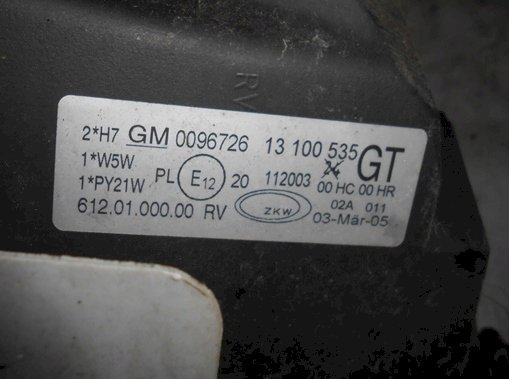 RV
2*H7 GM 0096726 13 100 535 GT
1*W5W PL E12 20 112003 00 HC 00 HR
1*PY21W 02A 011
612.01.000.00 RV ZKW 03-Mär-05